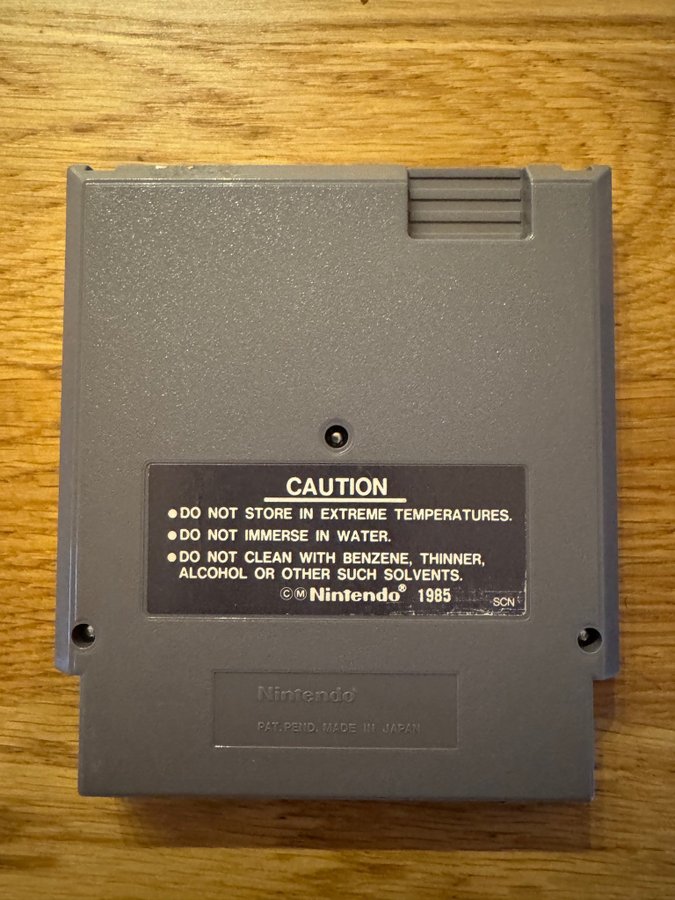 CAUTION
●DO NOT STORE IN EXTREME TEMPERATURES.
●DO NOT IMMERSE IN WATER.
●DO NOT CLEAN WITH BENZENE, THINNER,
ALCOHOL OR OTHER SUCH SOLVENTS.
ⒸⓂNintendo® 1985
SCN
Nintendo®
PAT. PEND. MADE IN JAPAN